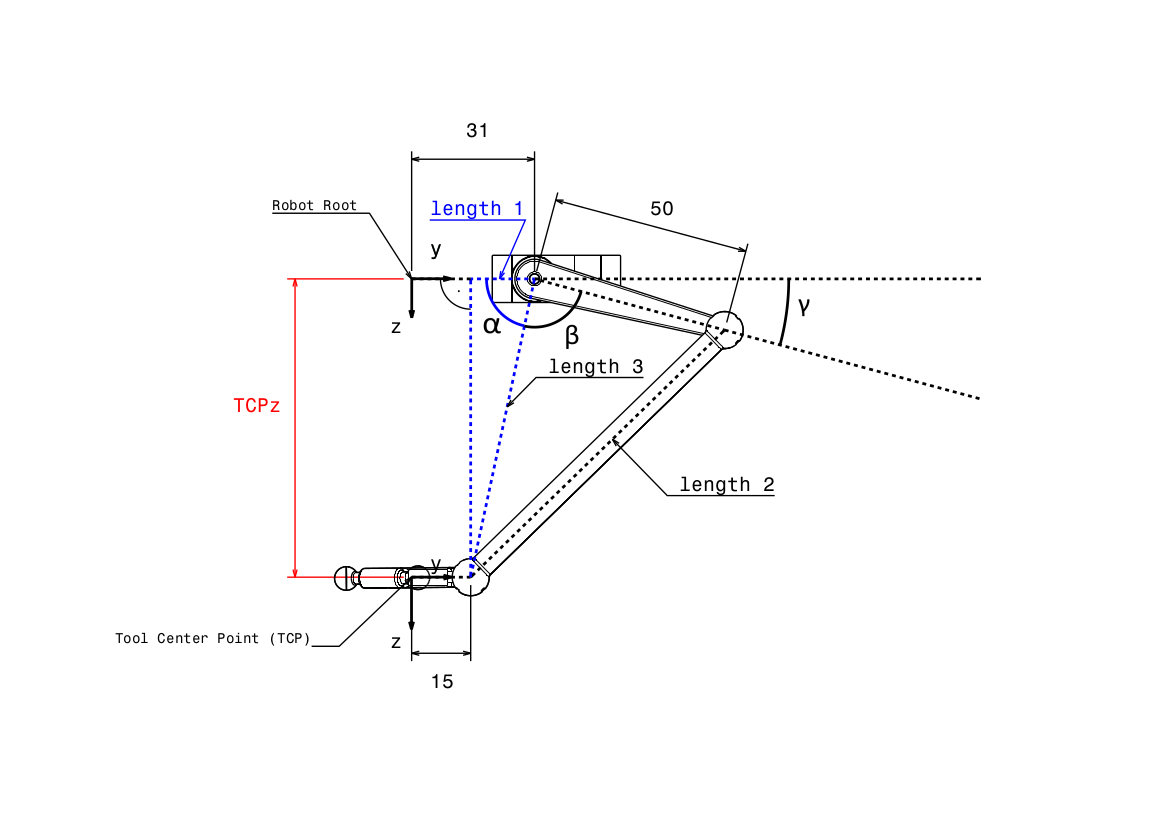 31
Robot Root
length 1
50
y
z
α
β
γ
length 3
TCPz
length 2
y
Tool Center Point (TCP)
z
15